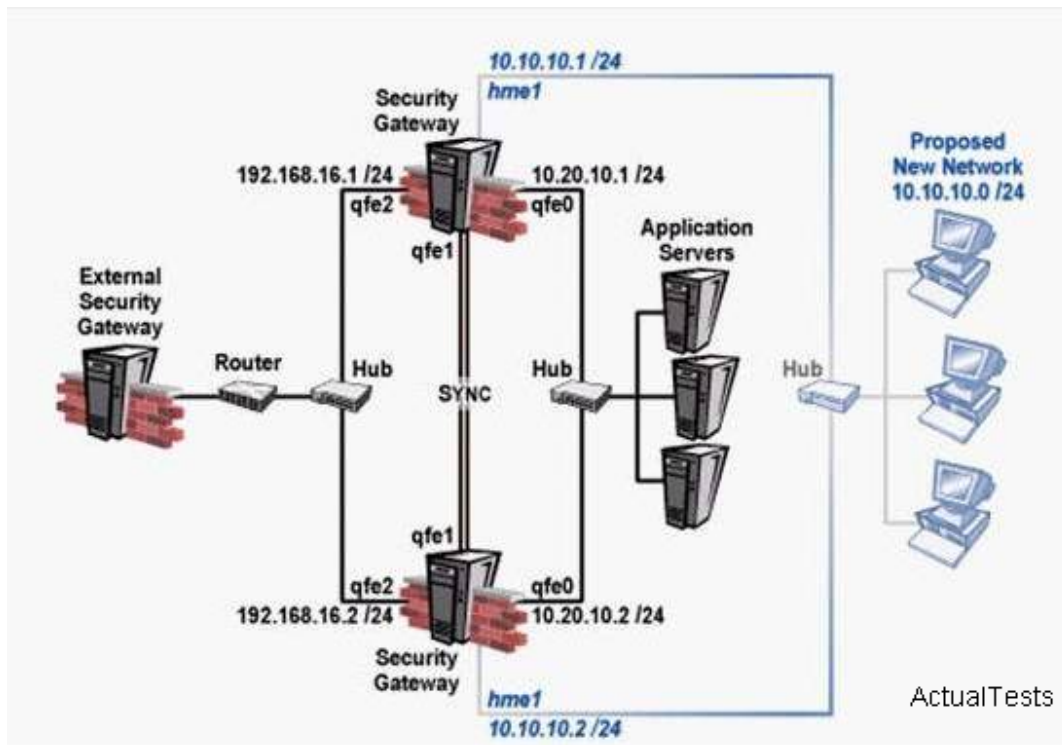 10.10.10.1 /24
hme1
Security
Gateway
192.168.16.1 /24
qfe2
10.20.10.1 /24
qfe0
qfe1
Proposed
New Network
10.10.10.0 /24
Application
Servers
External
Security
Gateway
Router
Hub
SYNC
Hub
Hub
qfe1
qfe2
192.168.16.2 /24
qfe0
10.20.10.2 /24
Security
Gateway
hme1
10.10.10.2 /24
ActualTests